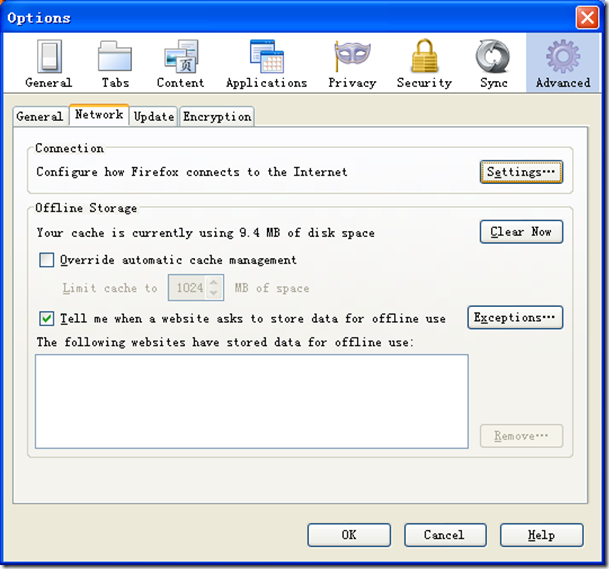 Options
General Tabs Content Applications Privacy Security Sync Advanced
页
General Network Update Encryption
Connection
Configure how Firefox connects to the Internet Settings...
Offline Storage
Your cache is currently using 9.4 MB of disk space Clear Now
Override automatic cache management
Limit cache to 1024 MB of space
Tell me when a website asks to store data for offline use Exceptions...
The following websites have stored data for offline use:
Remove...
OK Cancel Help